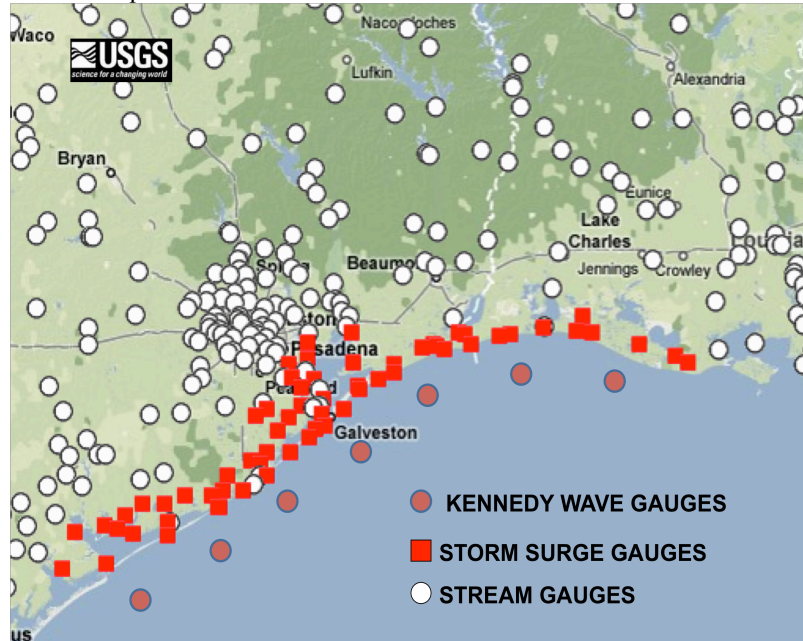 Nacogdoches
Waco
USGS
science for a changing world
Lufkin
Alexandria
Bryan
Eunice
Lake
Charles
Jennings
Crowley
Pasadena
Galveston
KENNEDY WAVE GAUGES
STORM SURGE GAUGES
STREAM GAUGES
us